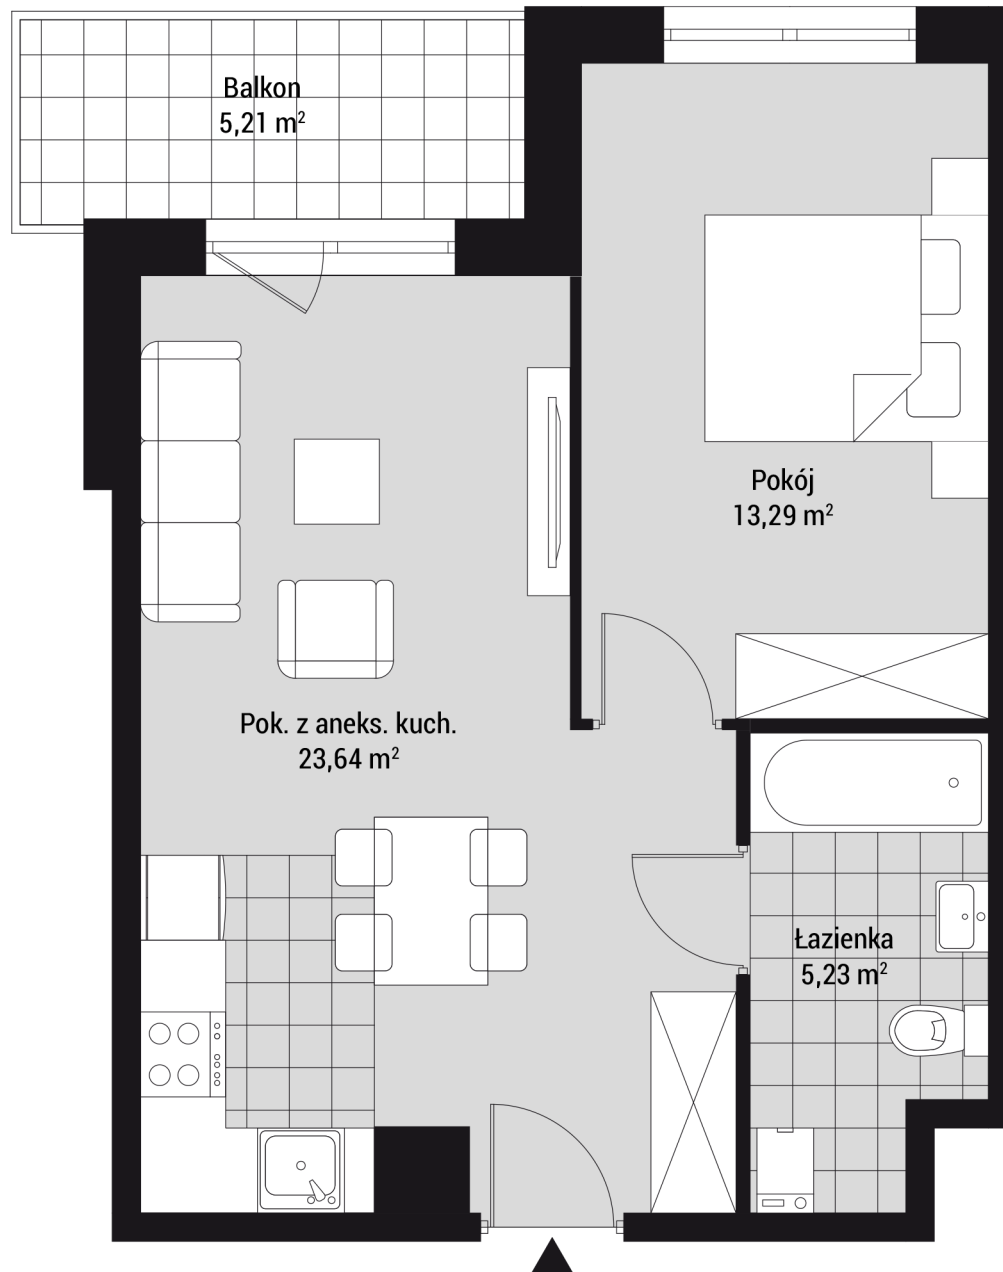 Balkon
5,21 m²
Pokój
13,29 m²
Pok. z aneks. kuch.
23,64 m²
Łazienka
5,23 m²